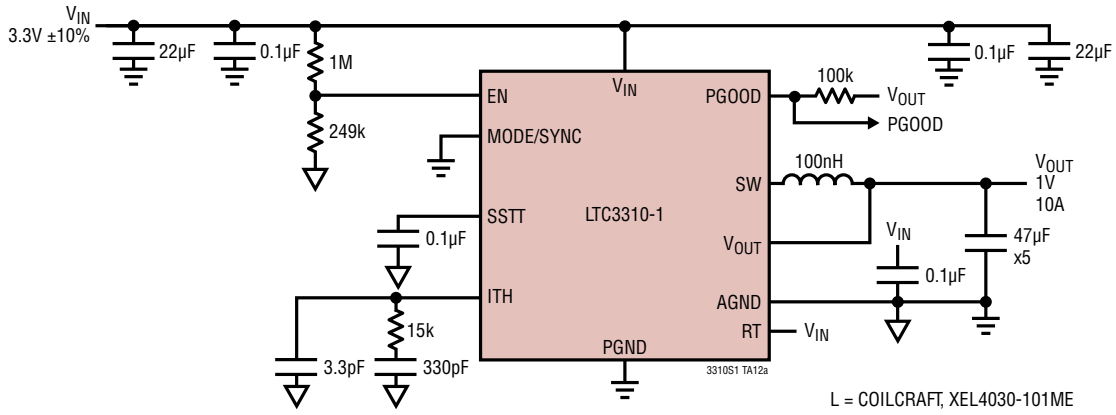 VIN
3.3V ±10%
22µF
0.1µF
1M
0.1µF
22µF
249k
EN
VIN
PGOOD
100k
VOUT
PGOOD
MODE/SYNC
100nH
SW
VOUT
1V
10A
SSTT
LTC3310-1
0.1µF
VOUT
VIN
47µF
x5
0.1µF
ITH
AGND
15k
RT
VIN
3.3pF
330pF
PGND
3310S1 TA12a
L = COILCRAFT, XEL4030-101ME